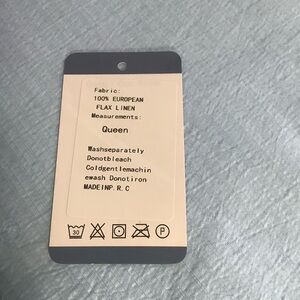 Fabric:
100% EUROPEAN
FLAX LINEN
Measurements:
Queen
Washseparately
Donotbleach
Coldgentlemachin
ewash Donotiron
MADEINP.R.C
30
P